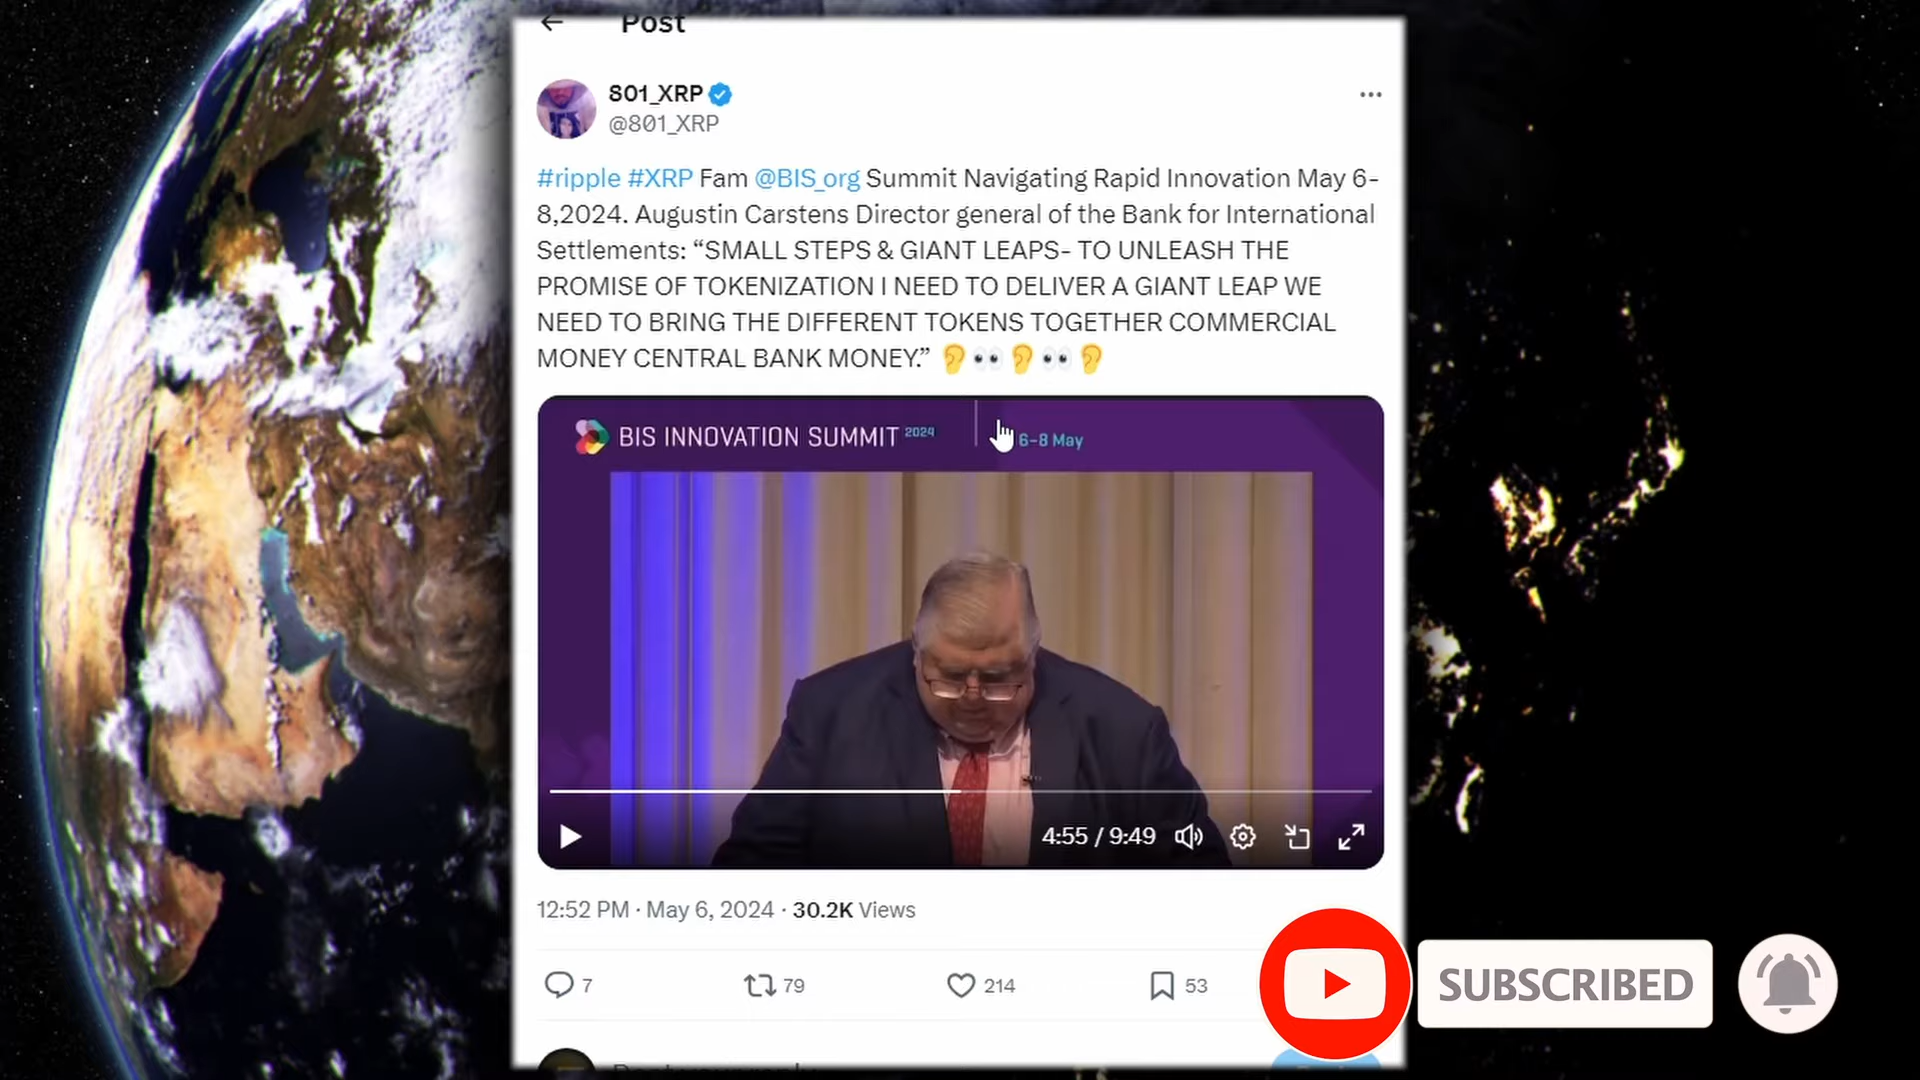 Post
801_XRP
@801_XRP
#ripple #XRP Fam @BIS_org Summit Navigating Rapid Innovation May 6-
8,2024. Augustin Carstens Director general of the Bank for International
Settlements: “SMALL STEPS & GIANT LEAPS- TO UNLEASH THE
PROMISE OF TOKENIZATION I NEED TO DELIVER A GIANT LEAP WE
NEED TO BRING THE DIFFERENT TOKENS TOGETHER COMMERCIAL
MONEY CENTRAL BANK MONEY.” 👂👀👂👀👂
BIS INNOVATION SUMMIT 2024
6–8 May
4:55 / 9:49
12:52 PM · May 6, 2024 · 30.2K Views
7 79 214 53
SUBSCRIBED